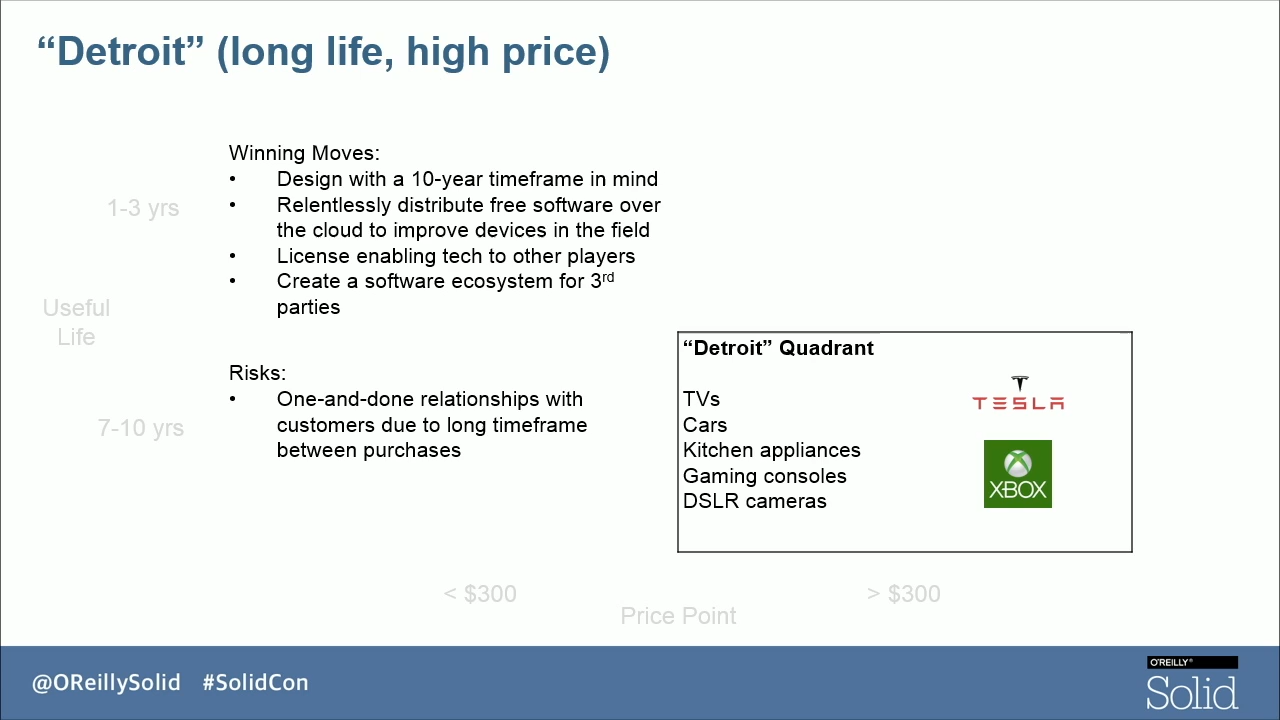 “Detroit” (long life, high price)
Winning Moves:
• Design with a 10-year timeframe in mind
• Relentlessly distribute free software over
the cloud to improve devices in the field
• License enabling tech to other players
• Create a software ecosystem for 3rd
parties
1-3 yrs
Useful
Life
7-10 yrs
Risks:
• One-and-done relationships with
customers due to long timeframe
between purchases
“Detroit” Quadrant
TVs
Cars
Kitchen appliances
Gaming consoles
DSLR cameras
TESLA
XBOX
< $300
> $300
Price Point
@OReillySolid #SolidCon
O'REILLY®
Solid